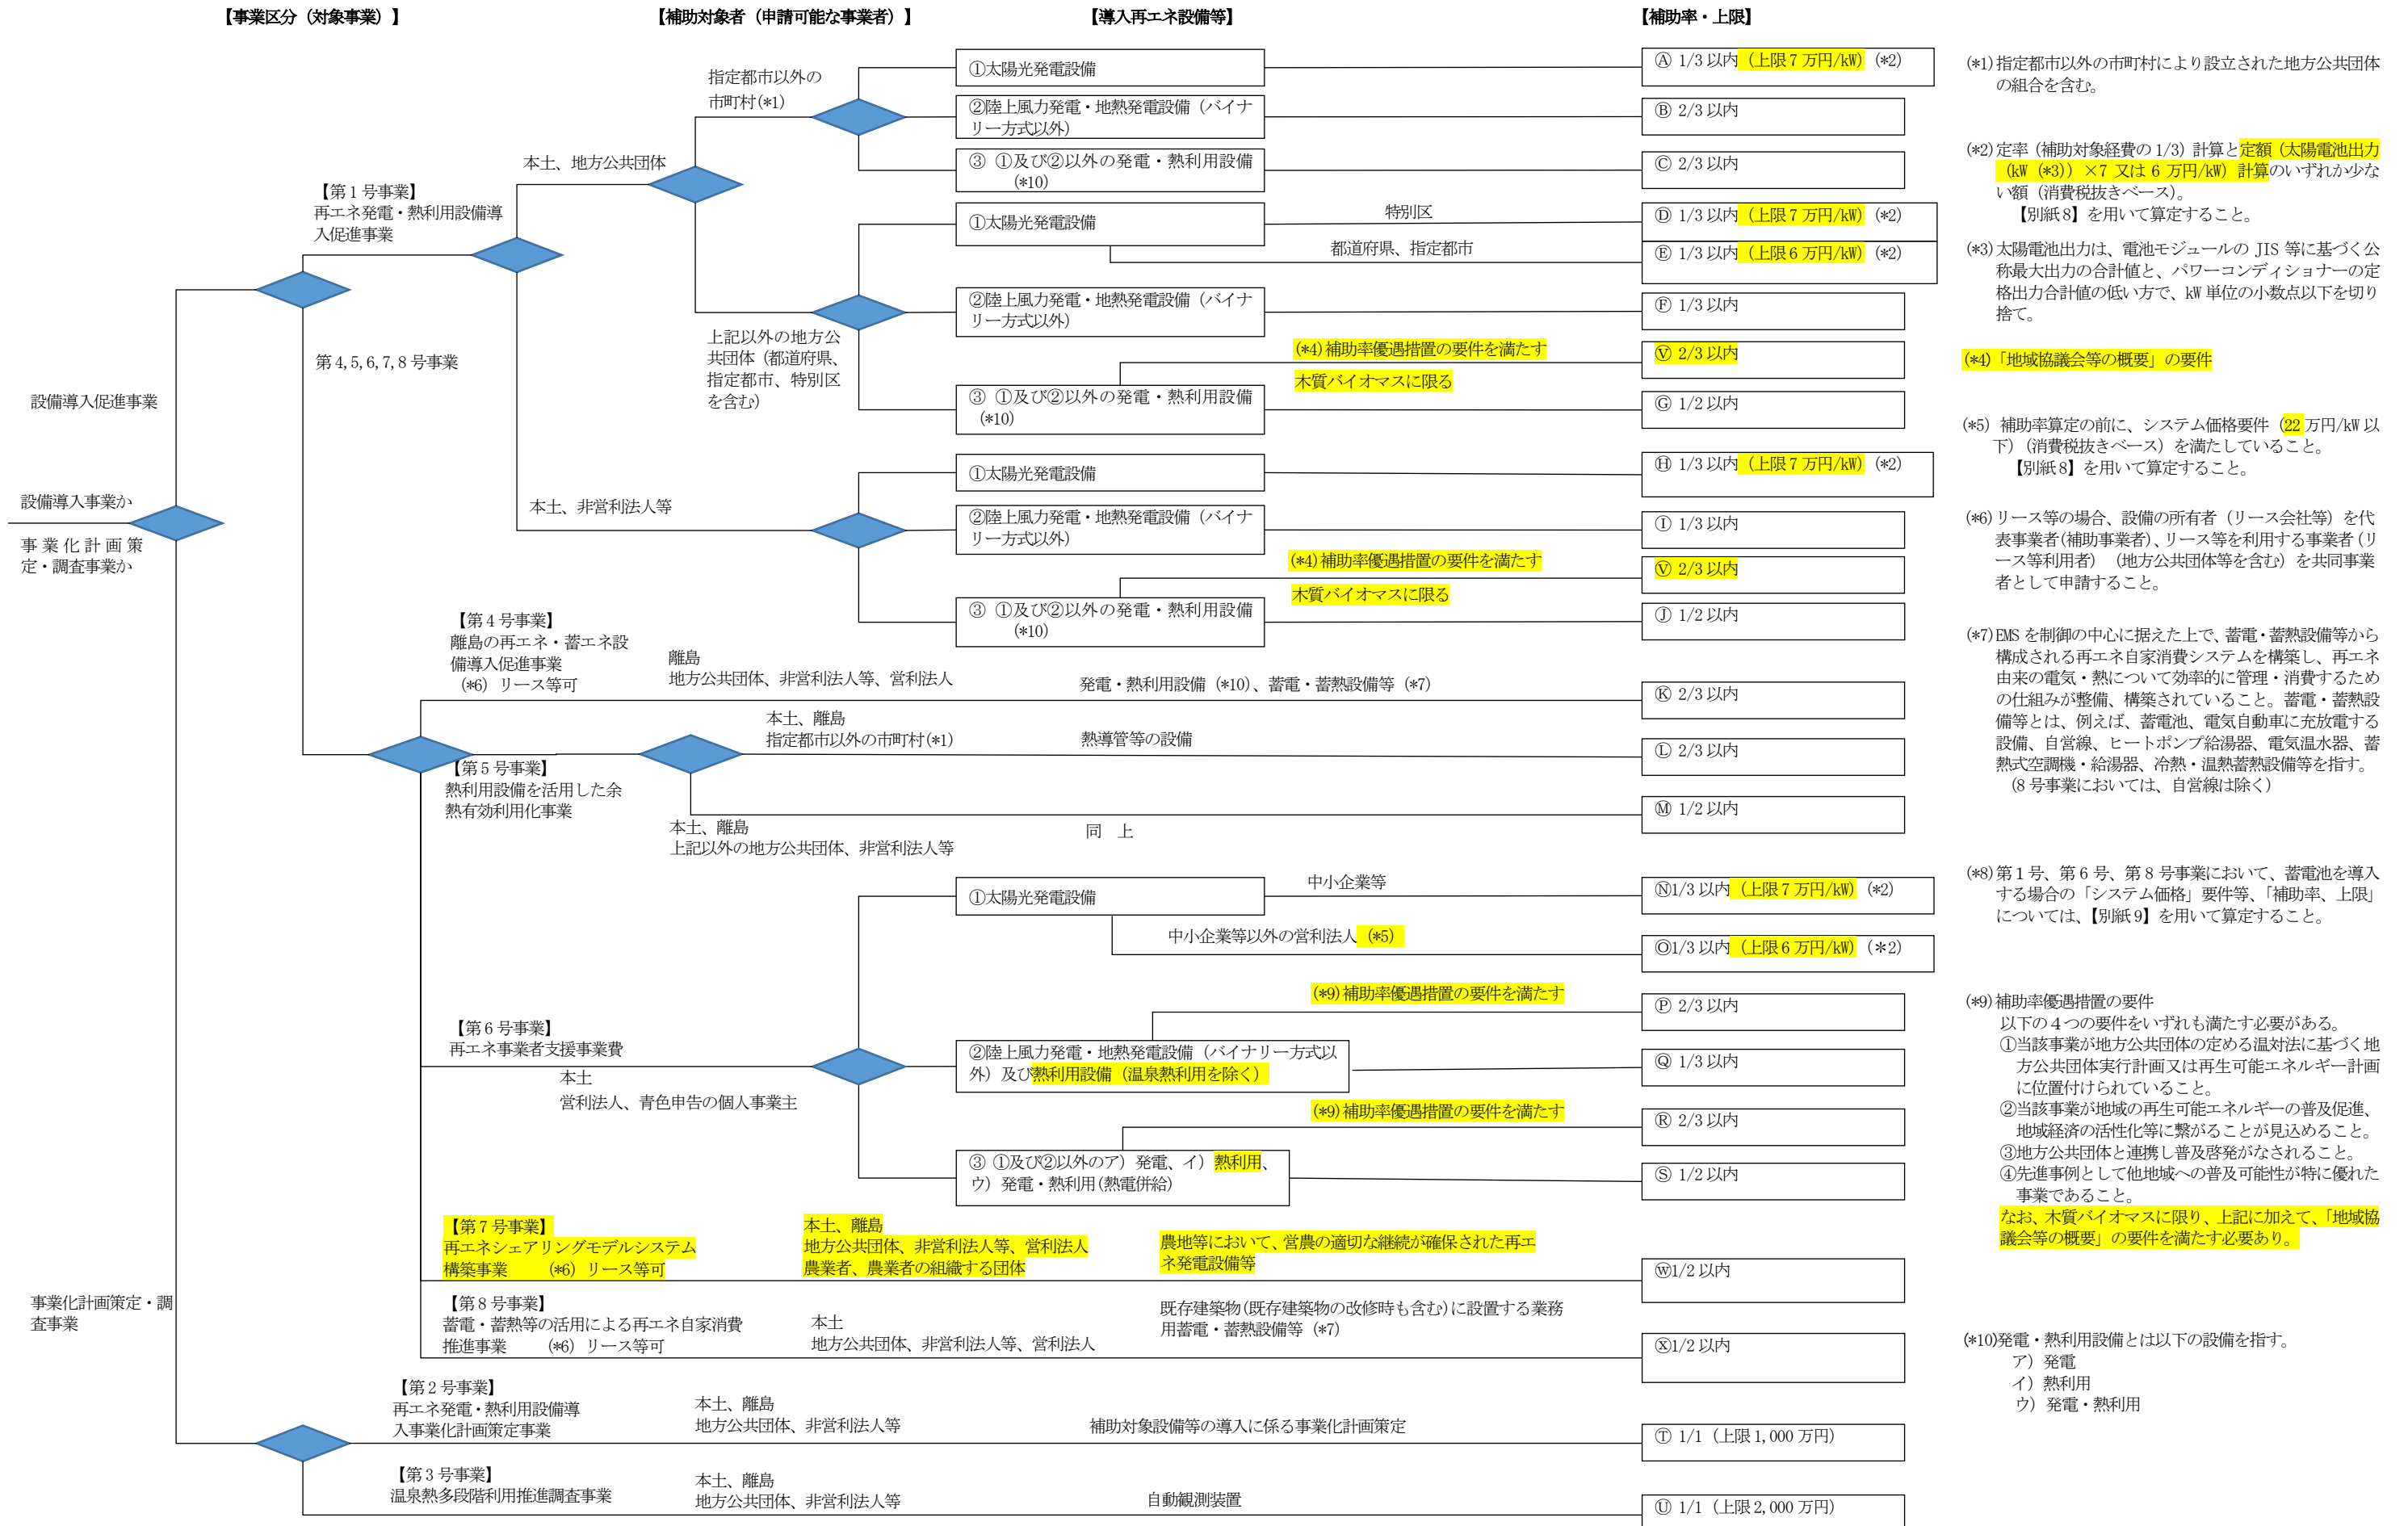 【事業区分（対象事業）】
【補助対象者（申請可能な事業者）】
【導入再エネ設備等】
【補助率・上限】
設備導入事業か
事業化計画策
定・調査事業か
設備導入促進事業
事業化計画策定・調
査事業
【第1号事業】
再エネ発電・熱利用設備導
入促進事業
第4,5,6,7,8号事業
本土、地方公共団体
指定都市以外の
市町村(*1)
①太陽光発電設備
Ⓐ 1/3以内（上限7万円/kW）(*2)
②陸上風力発電・地熱発電設備（バイナ
リー方式以外）
Ⓑ 2/3以内
③ ①及び②以外の発電・熱利用設備
(*10)
Ⓒ 2/3以内
上記以外の地方公
共団体（都道府県、
指定都市、特別区
を含む）
①太陽光発電設備
特別区
Ⓓ 1/3以内（上限7万円/kW）(*2)
都道府県、指定都市
Ⓔ 1/3以内（上限6万円/kW）(*2)
②陸上風力発電・地熱発電設備（バイナ
リー方式以外）
Ⓕ 1/3以内
(*4)補助率優遇措置の要件を満たす
木質バイオマスに限る
Ⓥ 2/3以内
③ ①及び②以外の発電・熱利用設備
(*10)
Ⓖ 1/2以内
本土、非営利法人等
①太陽光発電設備
Ⓗ 1/3以内（上限7万円/kW）(*2)
②陸上風力発電・地熱発電設備（バイナ
リー方式以外）
Ⓘ 1/3以内
(*4)補助率優遇措置の要件を満たす
木質バイオマスに限る
Ⓥ 2/3以内
③ ①及び②以外の発電・熱利用設備
(*10)
Ⓙ 1/2以内
【第4号事業】
離島の再エネ・蓄エネ設
備導入促進事業
(*6) リース等可
離島
地方公共団体、非営利法人等、営利法人
発電・熱利用設備（*10）、蓄電・蓄熱設備等（*7）
Ⓚ 2/3以内
【第5号事業】
熱利用設備を活用した余
熱有効利用化事業
本土、離島
指定都市以外の市町村(*1)
熱導管等の設備
Ⓛ 2/3以内
本土、離島
上記以外の地方公共団体、非営利法人等
同　上
Ⓜ 1/2以内
【第6号事業】
再エネ事業者支援事業費
本土
営利法人、青色申告の個人事業主
①太陽光発電設備
中小企業等
Ⓝ1/3以内（上限7万円/kW）(*2)
中小企業等以外の営利法人（*5）
Ⓞ1/3以内（上限6万円/kW）（＊2）
(*9)補助率優遇措置の要件を満たす
Ⓟ 2/3以内
②陸上風力発電・地熱発電設備（バイナリー方式以
外）及び熱利用設備（温泉熱利用を除く）
Ⓠ 1/3以内
(*9)補助率優遇措置の要件を満たす
Ⓡ 2/3以内
③ ①及び②以外のア）発電、イ）熱利用、
ウ）発電・熱利用(熱電併給)
Ⓢ 1/2以内
【第7号事業】
再エネシェアリングモデルシステム
構築事業　　(*6) リース等可
本土、離島
地方公共団体、非営利法人等、営利法人
農業者、農業者の組織する団体
農地等において、営農の適切な継続が確保された再エ
ネ発電設備等
Ⓦ1/2以内
【第8号事業】
蓄電・蓄熱等の活用による再エネ自家消費
推進事業　　(*6) リース等可
本土
地方公共団体、非営利法人等、営利法人
既存建築物(既存建築物の改修時も含む)に設置する業務
用蓄電・蓄熱設備等（*7）
Ⓧ1/2以内
【第2号事業】
再エネ発電・熱利用設備導
入事業化計画策定事業
本土、離島
地方公共団体、非営利法人等
補助対象設備等の導入に係る事業化計画策定
Ⓣ 1/1（上限1,000万円）
【第3号事業】
温泉熱多段階利用推進調査事業
本土、離島
地方公共団体、非営利法人等
自動観測装置
Ⓤ 1/1（上限2,000万円）
(*1)指定都市以外の市町村により設立された地方公共団体
の組合を含む。
(*2)定率（補助対象経費の1/3）計算と定額（太陽電池出力
（kW（*3））×7 又は 6 万円/kW）計算のいずれか少な
い額（消費税抜きベース）。
【別紙8】を用いて算定すること。
(*3)太陽電池出力は、電池モジュールの JIS 等に基づく公
称最大出力の合計値と、パワーコンディショナーの定
格出力合計値の低い方で、kW単位の小数点以下を切り
捨て。
(*4)「地域協議会等の概要」の要件
(*5) 補助率算定の前に、システム価格要件（22万円/kW以
下）（消費税抜きベース）を満たしていること。
【別紙8】を用いて算定すること。
(*6)リース等の場合、設備の所有者（リース会社等）を代
表事業者(補助事業者)、リース等を利用する事業者(リ
ース等利用者)（地方公共団体等を含む）を共同事業
者として申請すること。
(*7)EMSを制御の中心に据えた上で、蓄電・蓄熱設備等から
構成される再エネ自家消費システムを構築し、再エネ
由来の電気・熱について効率的に管理・消費するため
の仕組みが整備、構築されていること。蓄電・蓄熱設
備等とは、例えば、蓄電池、電気自動車に充放電する
設備、自営線、ヒートポンプ給湯器、電気温水器、蓄
熱式空調機・給湯器、冷熱・温熱蓄熱設備等を指す。
（8号事業においては、自営線は除く）
(*8)第1号、第6号、第8号事業において、蓄電池を導入
する場合の「システム価格」要件等、「補助率、上限」
については、【別紙9】を用いて算定すること。
(*9)補助率優遇措置の要件
以下の4つの要件をいずれも満たす必要がある。
①当該事業が地方公共団体の定める温対法に基づく地
方公共団体実行計画又は再生可能エネルギー計画
に位置付けられていること。
②当該事業が地域の再生可能エネルギーの普及促進、
地域経済の活性化等に繋がることが見込めること。
③地方公共団体と連携し普及啓発がなされること。
④先進事例として他地域への普及可能性が特に優れた
事業であること。
なお、木質バイオマスに限り、上記に加えて、「地域協
議会等の概要」の要件を満たす必要あり。
(*10)発電・熱利用設備とは以下の設備を指す。
ア）発電
イ）熱利用
ウ）発電・熱利用